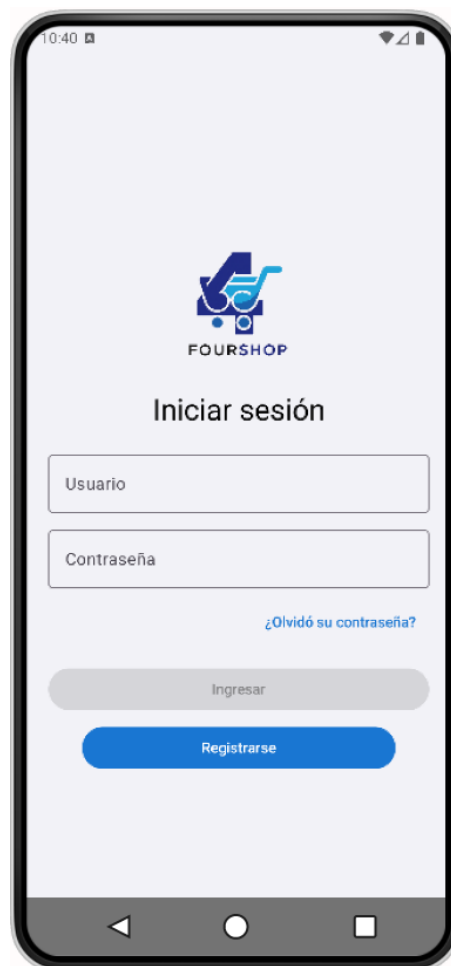 10:40
FOURSHOP
Iniciar sesión
Usuario
Contraseña
¿Olvidó su contraseña?
Ingresar
Registrarse